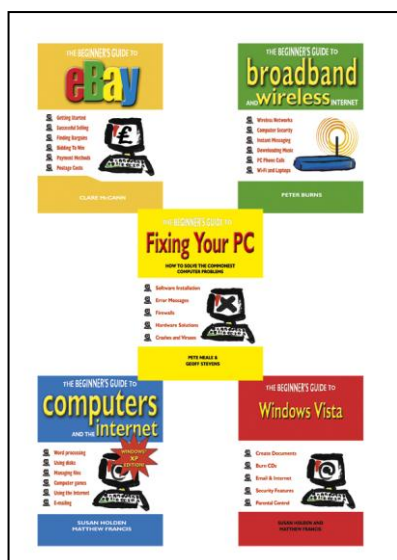 THE BEGINNER'S GUIDE TO
eBay
Getting Started
Successful Selling
Finding Bargains
Bidding To Win
Payment Methods
Postage Costs
£
CLARE McCANN
THE BEGINNER'S GUIDE TO
broadband
AND wireless INTERNET
Wireless Networks
Computer Security
Instant Messaging
Downloading Music
PC Phone Calls
Wi-Fi and Laptops
PETER BURNS
THE BEGINNER'S GUIDE TO
Fixing Your PC
HOW TO SOLVE THE COMMONEST
COMPUTER PROBLEMS
Software Installation
Error Messages
Firewalls
Hardware Solutions
Crashes and Viruses
PETE NEALE &
GEOFF STEVENS
THE BEGINNER'S GUIDE TO
computers
AND THE internet
WINDOWS
XP
EDITION!
Word processing
Using disks
Managing files
Computer games
Using the Internet
E-mailing
@
SUSAN HOLDEN
MATTHEW FRANCIS
THE BEGINNER'S GUIDE TO
Windows Vista
Create Documents
Burn CDs
Email & Internet
Security Features
Parental Control
@
SUSAN HOLDEN AND
MATTHEW FRANCIS